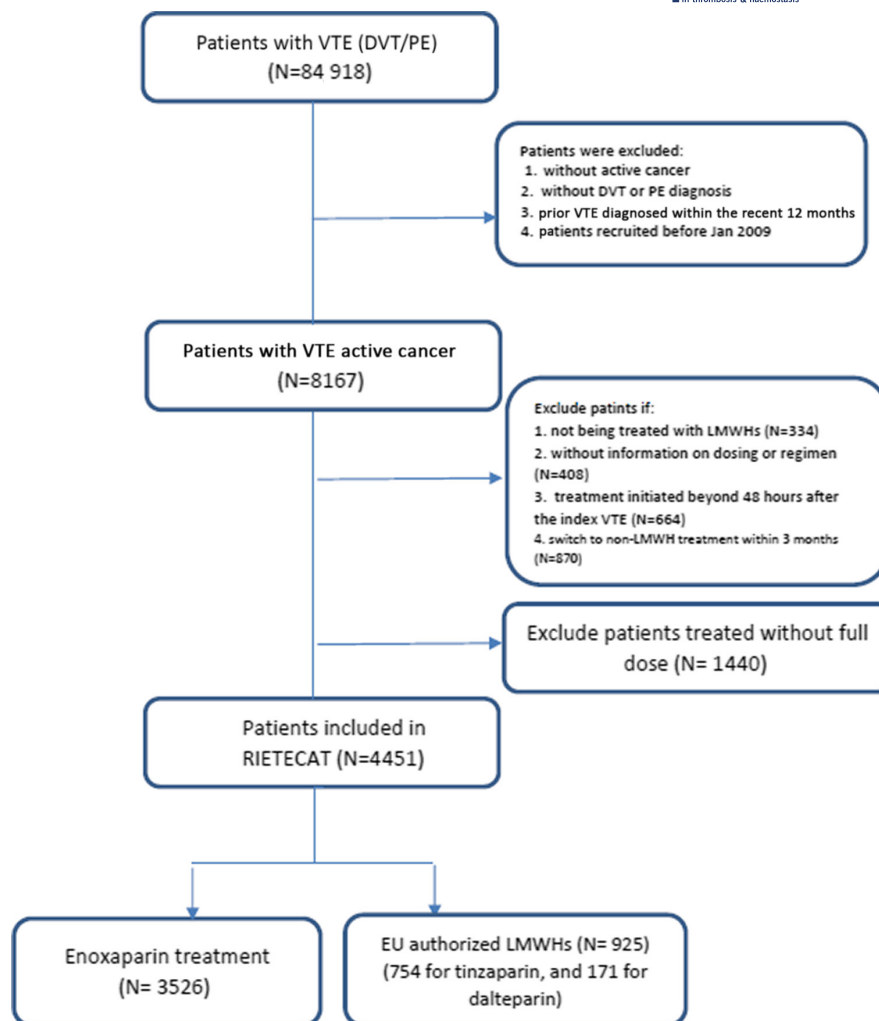 in thrombosis & haemostasis
Patients with VTE (DVT/PE)
(N=84 918)
Patients were excluded:
1. without active cancer
2. without DVT or PE diagnosis
3. prior VTE diagnosed within the recent 12 months
4. patients recruited before Jan 2009
Patients with VTE active cancer
(N=8167)
Exclude patints if:
1. not being treated with LMWHs (N=334)
2. without information on dosing or regimen
(N=408)
3. treatment initiated beyond 48 hours after
the index VTE (N=664)
4. switch to non-LMWH treatment within 3 months
(N=870)
Exclude patients treated without full
dose (N= 1440)
Patients included in
RIETECAT (N=4451)
Enoxaparin treatment
(N= 3526)
EU authorized LMWHs (N= 925)
(754 for tinzaparin, and 171 for
dalteparin)